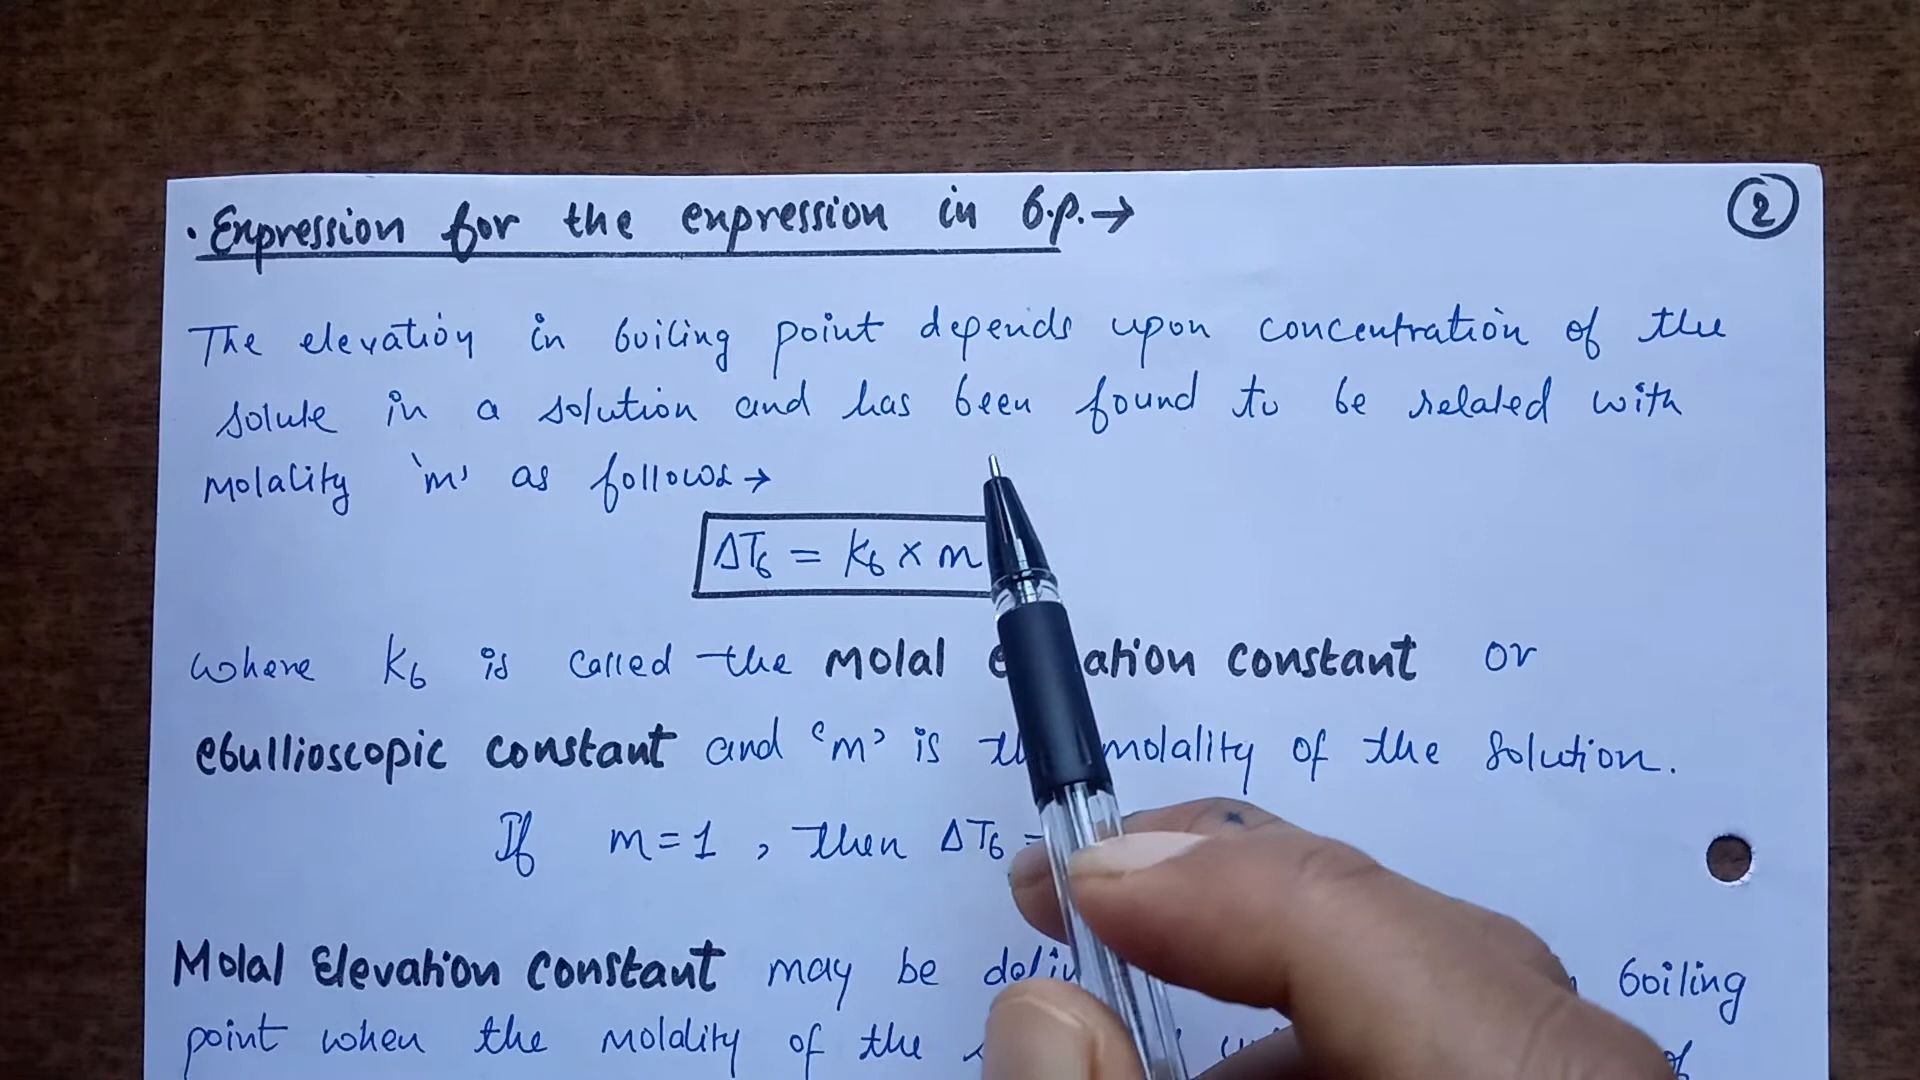 · Expression for the expression in b.p. →
2
The elevation in boiling point depends upon concentration of the
solute in a solution and has been found to be related with
molality 'm' as follows →
ΔTb = Kb × m
where Kb is called the Molal ation constant or
ebullioscopic constant and 'm' is molality of the solution.
If m = 1 , then ΔTb =
Molal Elevation constant may be boiling
point when the molality of the of